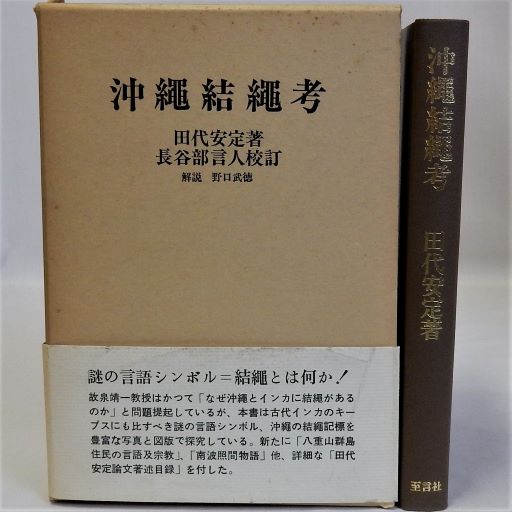 沖繩結繩考
田代安定著
長谷部言人校訂
解説 野口武徳
謎の言語シンボル=結繩とは何か!
故泉靖一教授はかつて「なぜ沖縄とインカに結縄がある
のか」と問題提起しているが、本書は古代インカのキー
プスにも比すべき謎の言語シンボル、沖縄の結縄記標を
豊富な写真と図版で探究している。新たに「八重山群島
住民の言語及宗教」、「南波照間物語」他、詳細な「田代
安定論文著述目録」を付した。
沖繩結繩考
田代安定著
至言社